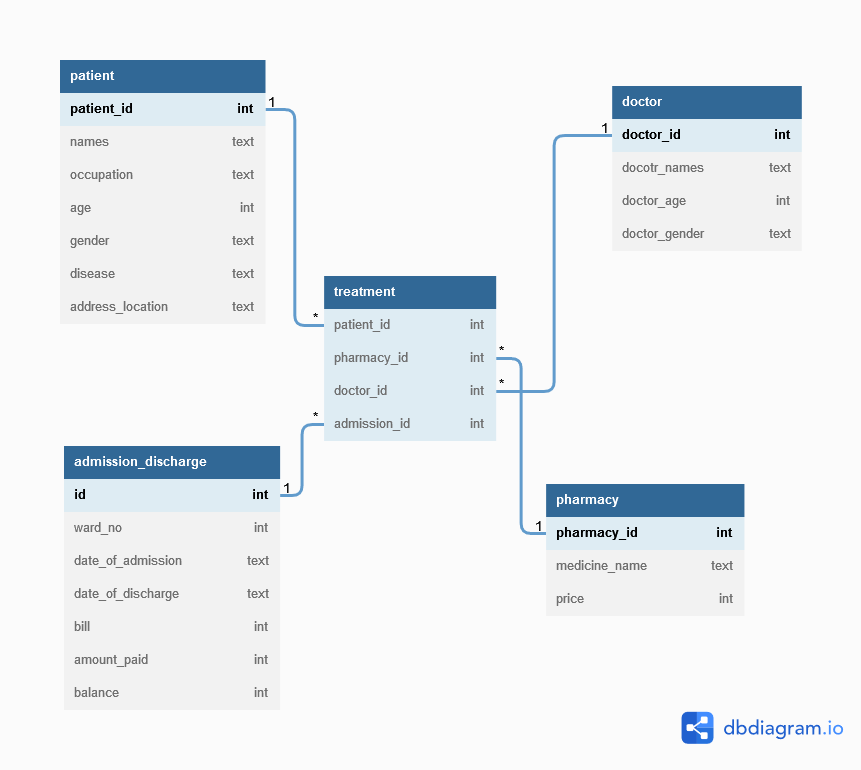 patient
patient_id int 1
names text
occupation text
age int
gender text
disease text
address_location text
doctor
1 doctor_id int
docotr_names text
doctor_age int
doctor_gender text
treatment
* patient_id int
pharmacy_id int *
doctor_id int *
* admission_id int
admission_discharge
id int 1
ward_no int
date_of_admission text
date_of_discharge text
bill int
amount_paid int
balance int
pharmacy
1 pharmacy_id int
medicine_name text
price int
dbdiagram.io